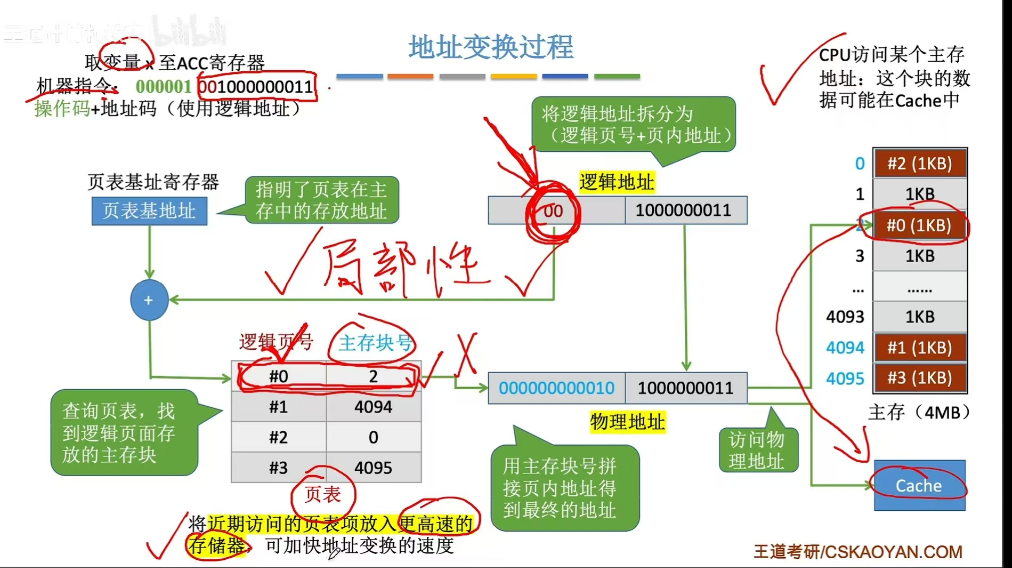 bilibili
地址变换过程
取变量 x 至ACC寄存器
机器指令： 000001 001000000011
操作码+地址码（使用逻辑地址）
CPU访问某个主存
地址：这个块的数
据可能在Cache中
将逻辑地址拆分为
（逻辑页号+页内地址）
页表基址寄存器
页表基地址
指明了页表在主
存中的存放地址
逻辑地址
00 1000000011
局部性
+
逻辑页号 主存块号
#0 2
#1 4094
#2 0
#3 4095
页表
X
查询页表，找
到逻辑页面存
放的主存块
000000000010 1000000011
物理地址
用主存块号拼
接页内地址得
到最终的地址
访问物
理地址
0 #2 (1KB)
1 1KB
2 #0 (1KB)
3 1KB
... ......
4093 1KB
4094 #1 (1KB)
4095 #3 (1KB)
主存（4MB）
Cache
将近期访问的页表项放入更高速的
存储器，可加快地址变换的速度
王道考研/CSKAOYAN.COM